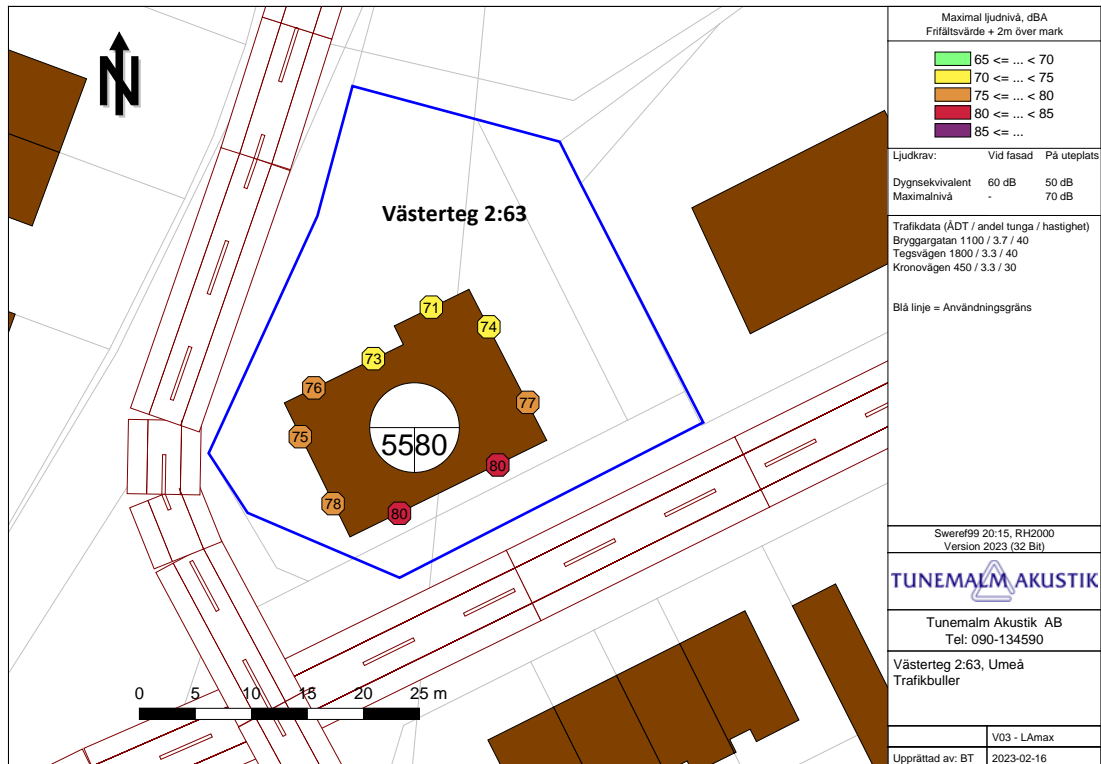 N
Västerteg 2:63
71
74
73
76
77
75
5580
80
78
80
0 5 10 15 20 25 m
Maximal ljudnivå, dBA
Frifältsvärde + 2m över mark
65 <= ... < 70
70 <= ... < 75
75 <= ... < 80
80 <= ... < 85
85 <= ...
Ljudkrav: Vid fasad På uteplats
Dygnsekvivalent 60 dB 50 dB
Maximalnivå - 70 dB
Trafikdata (ÅDT / andel tunga / hastighet)
Bryggargatan 1100 / 3.7 / 40
Tegsvägen 1800 / 3.3 / 40
Kronovägen 450 / 3.3 / 30
Blå linje = Användningsgräns
Sweref99 20:15, RH2000
Version 2023 (32 Bit)
TUNEMALM AKUSTIK
Tunemalm Akustik AB
Tel: 090-134590
Västerteg 2:63, Umeå
Trafikbuller
V03 - LAmax
Upprättad av: BT 2023-02-16